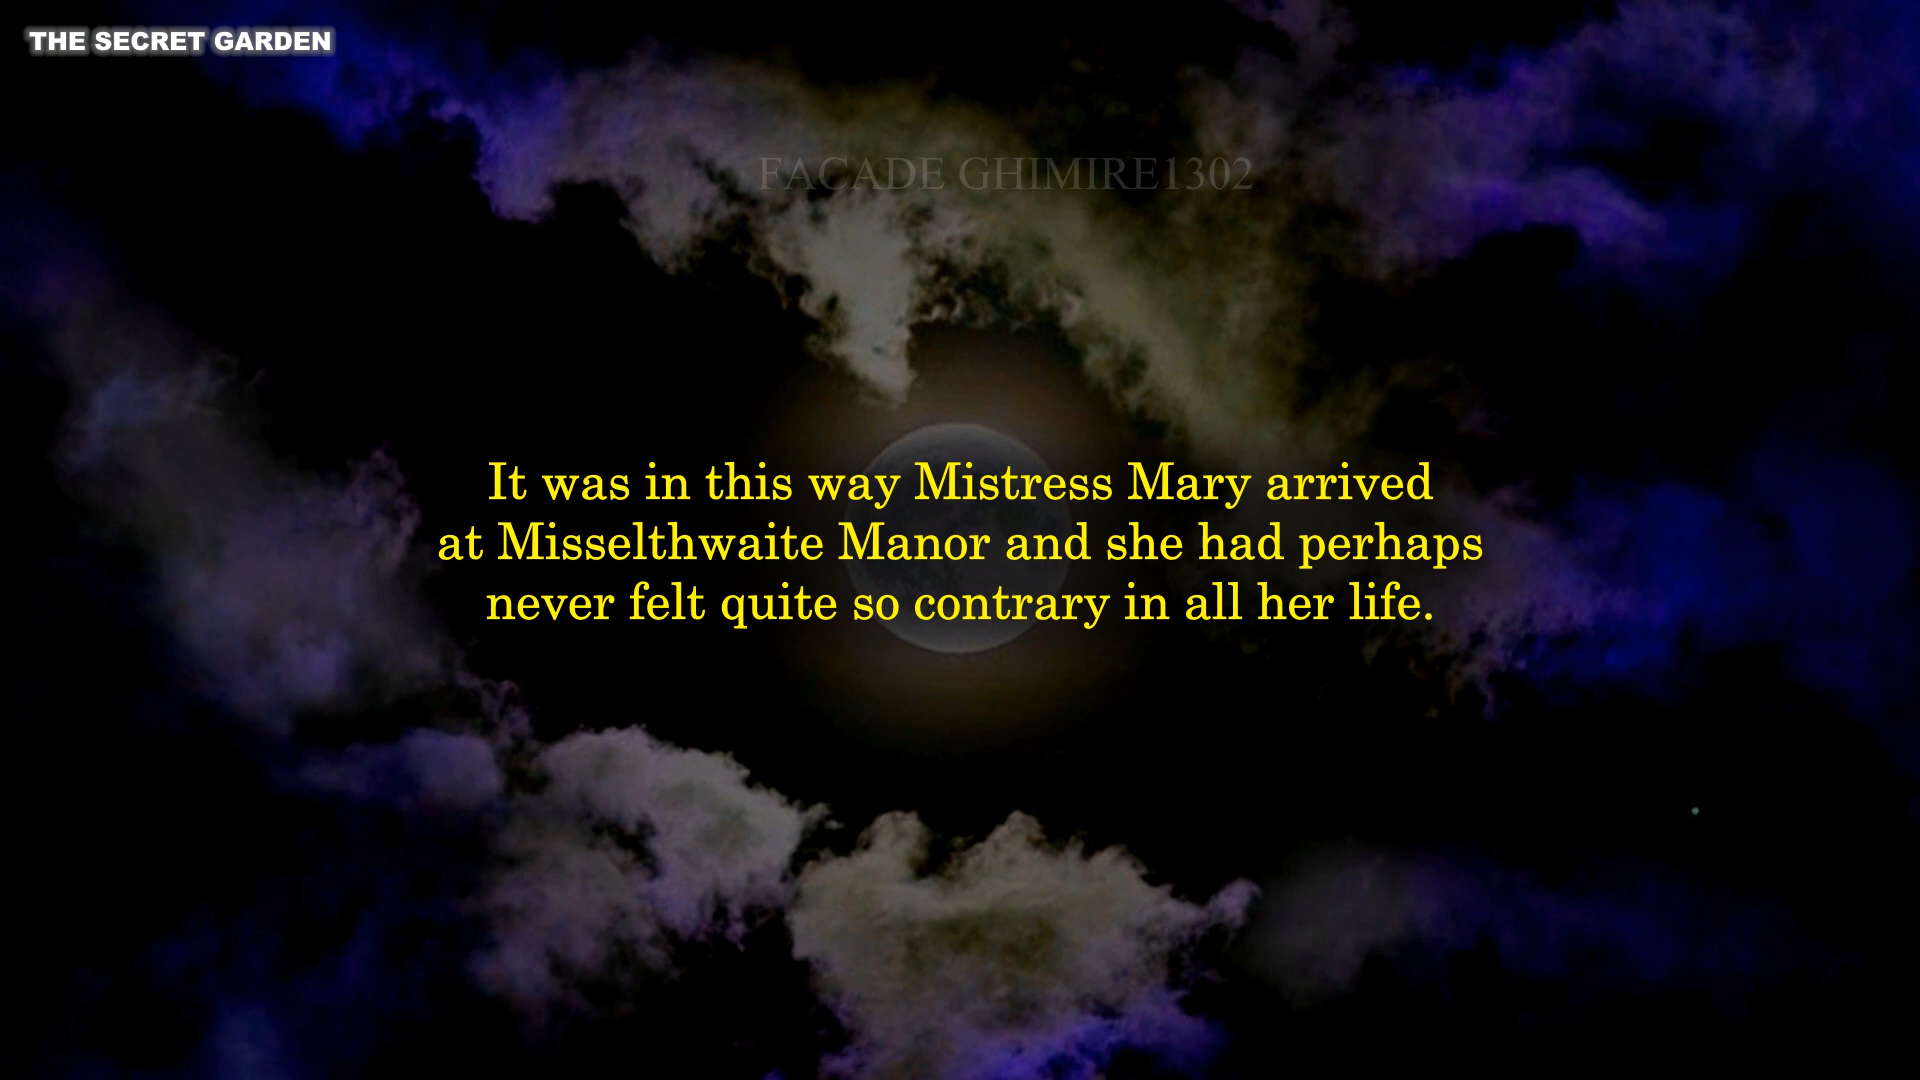 THE SECRET GARDEN
FACADE GHIMIRE1302
It was in this way Mistress Mary arrived
at Misselthwaite Manor and she had perhaps
never felt quite so contrary in all her life.